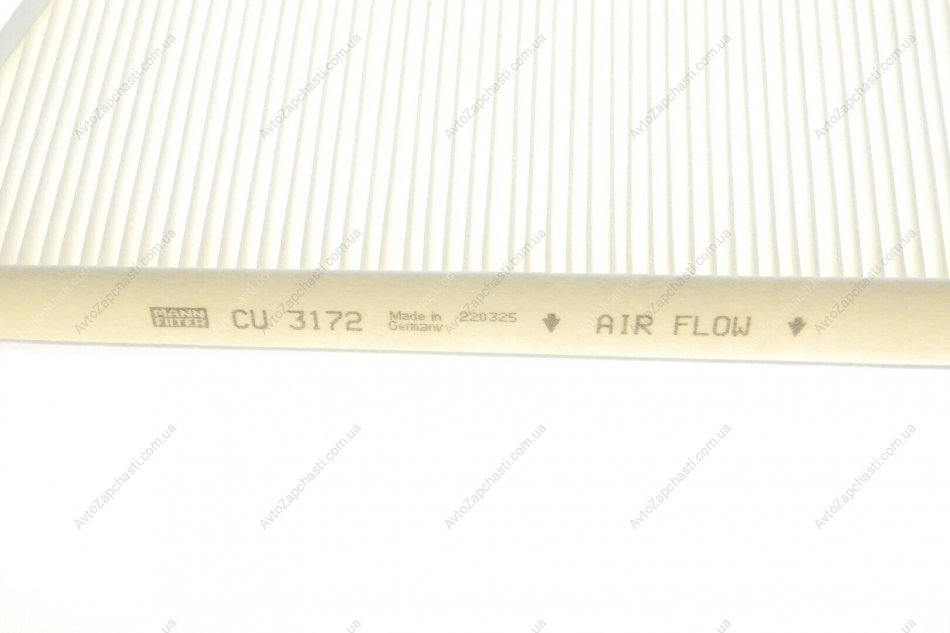 MANN
FILTER
CU 3172
Made in
Germany
220325
AIR FLOW
AvtoZapchasti.com.ua